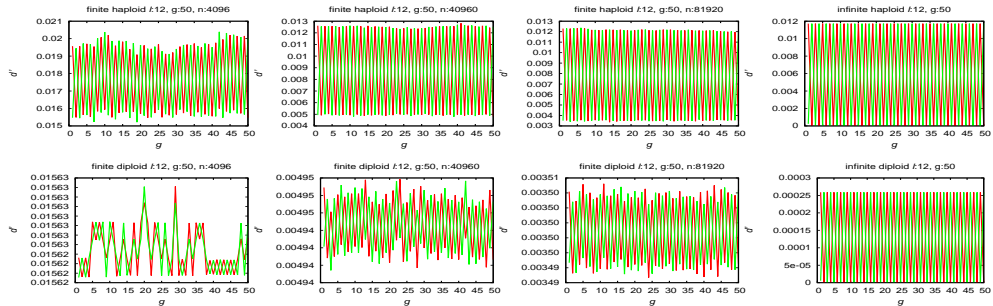 finite haploid ℓ:12, g:50, n:4096
0.021
0.02
0.019
0.018
0.017
0.016
0.015
d'
0 5 10 15 20 25 30 35 40 45 50
g
finite haploid ℓ:12, g:50, n:40960
0.013
0.012
0.011
0.010
0.009
0.008
0.007
0.006
0.005
0.004
d'
0 5 10 15 20 25 30 35 40 45 50
g
finite haploid ℓ:12, g:50, n:81920
0.013
0.012
0.011
0.010
0.009
0.008
0.007
0.006
0.005
0.004
0.003
d'
0 5 10 15 20 25 30 35 40 45 50
g
infinite haploid ℓ:12, g:50
0.012
0.01
0.008
0.006
0.004
0.002
0
d'
0 5 10 15 20 25 30 35 40 45 50
g
finite diploid ℓ:12, g:50, n:4096
0.01563
0.01563
0.01563
0.01563
0.01563
0.01563
0.01562
0.01562
0.01562
d'
0 5 10 15 20 25 30 35 40 45 50
g
finite diploid ℓ:12, g:50, n:40960
0.00495
0.00495
0.00495
0.00494
0.00494
0.00494
d'
0 5 10 15 20 25 30 35 40 45 50
g
finite diploid ℓ:12, g:50, n:81920
0.00351
0.00351
0.00350
0.00350
0.00350
0.00349
0.00349
d'
0 5 10 15 20 25 30 35 40 45 50
g
infinite diploid ℓ:12, g:50
0.0003
0.00025
0.0002
0.00015
0.0001
5e-05
0
d'
0 5 10 15 20 25 30 35 40 45 50
g